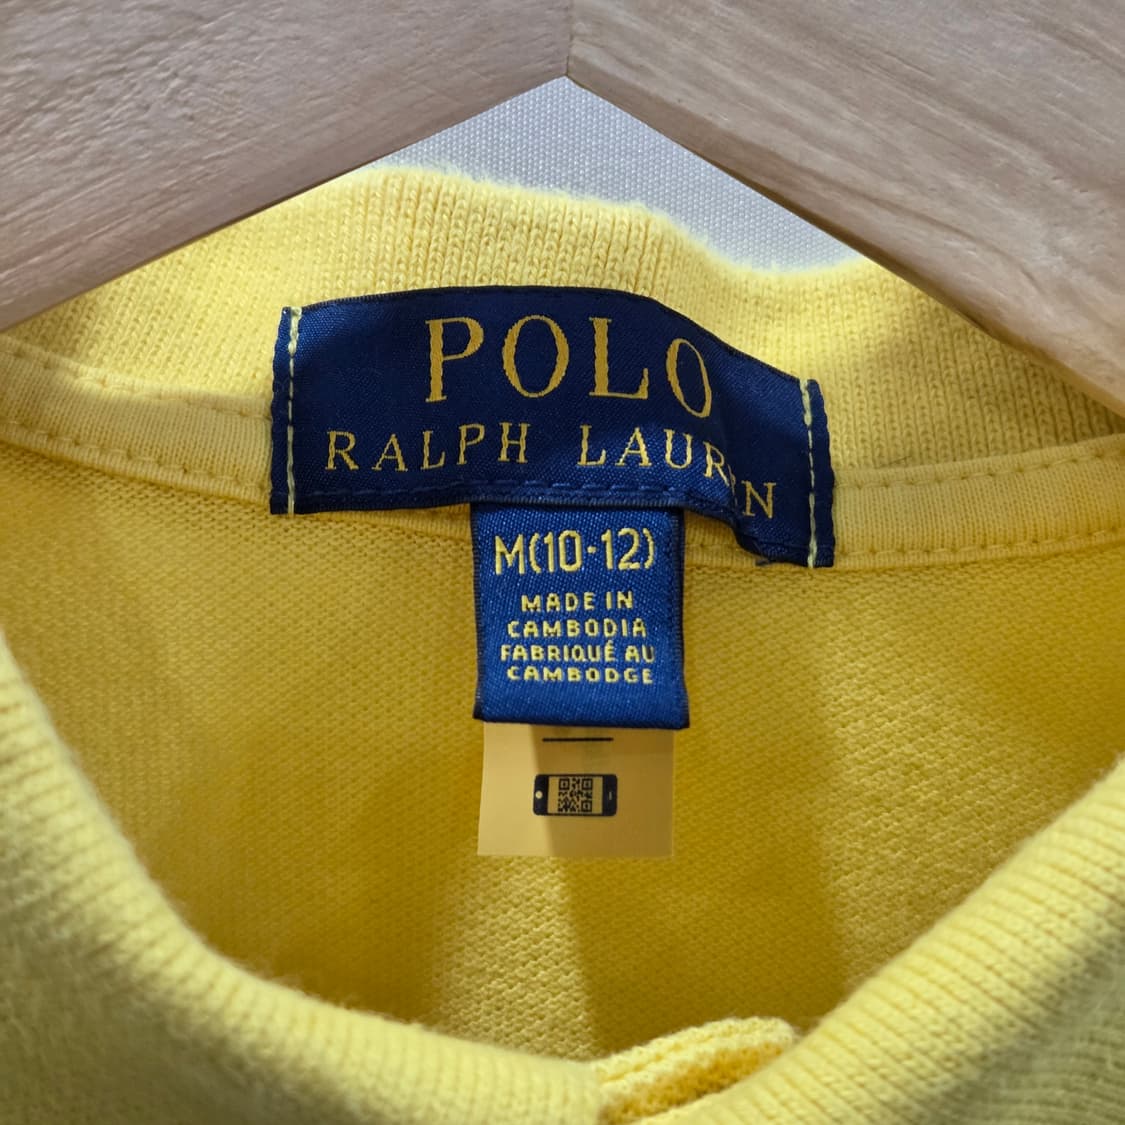 POLO
RALPH LAUREN
M(10-12)
MADE IN
CAMBODIA
FABRIQUÉ AU
CAMBODGE